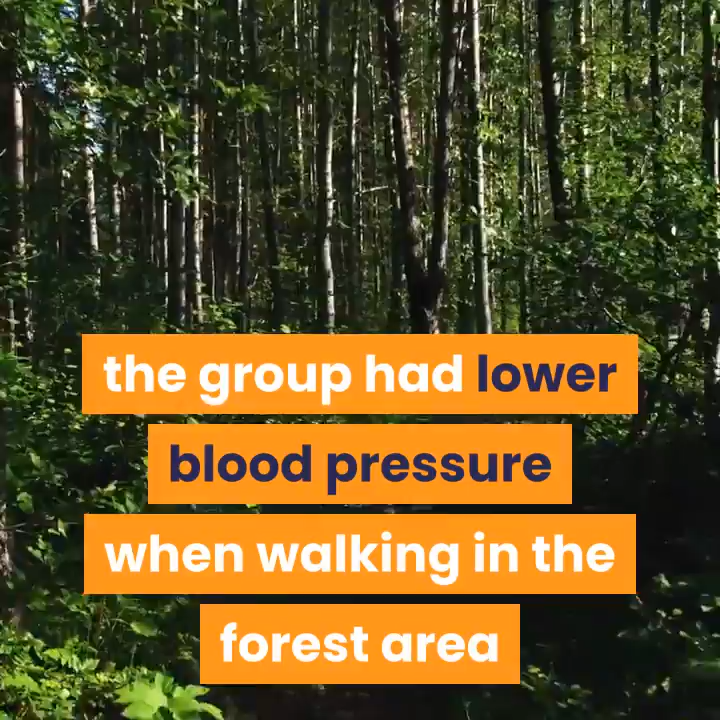 the group had lower
blood pressure
when walking in the
forest area